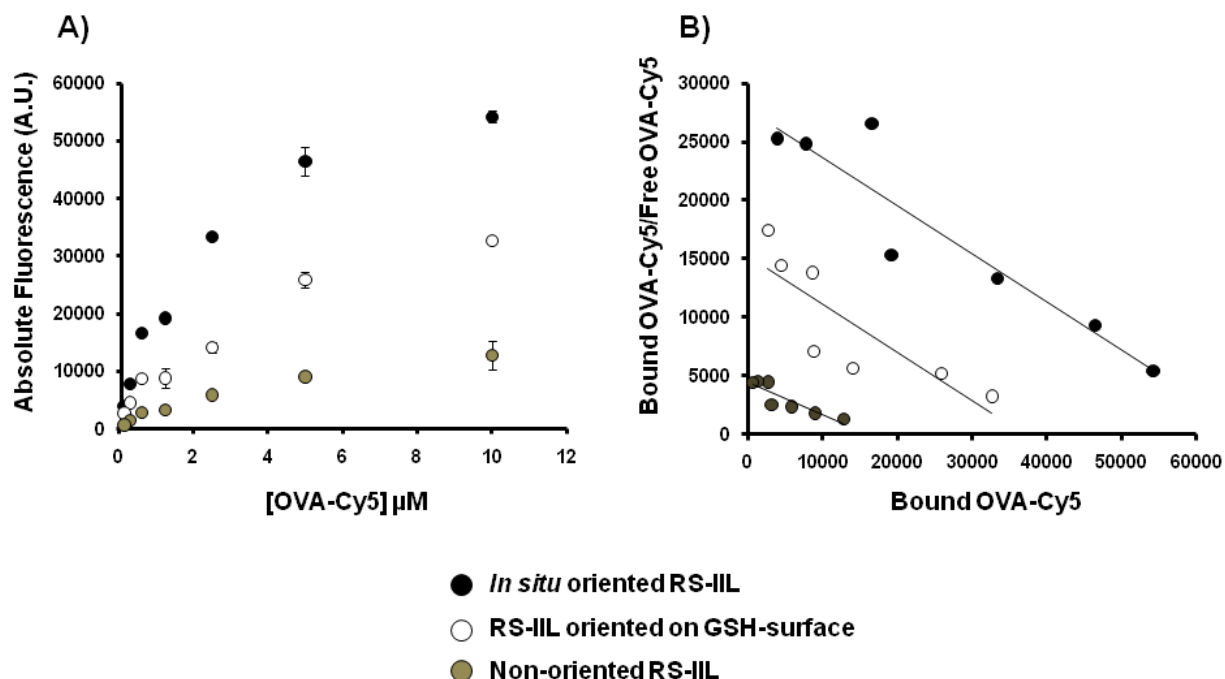 A)
Absolute Fluorescence (A.U.)
60000
50000
40000
30000
20000
10000
0
0 2 4 6 8 10 12
[OVA-Cy5] µM
B)
Bound OVA-Cy5/Free OVA-Cy5
30000
25000
20000
15000
10000
5000
0
0 10000 20000 30000 40000 50000 60000
Bound OVA-Cy5
In situ oriented RS-IIL
RS-IIL oriented on GSH-surface
Non-oriented RS-IIL